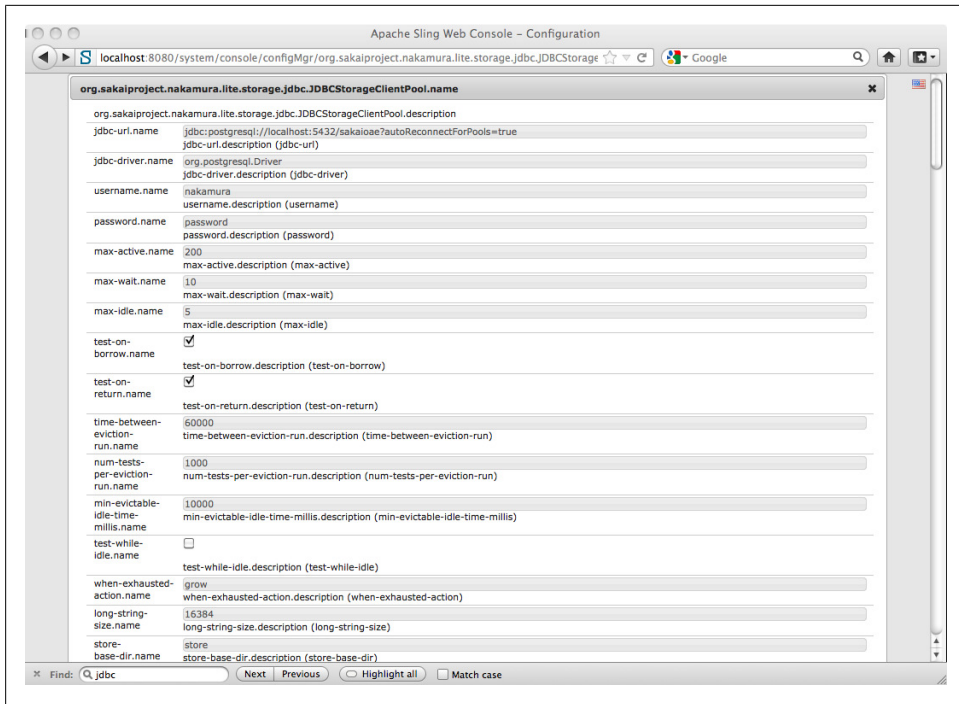 Apache Sling Web Console – Configuration
localhost:8080/system/console/configMgr/org.sakaiproject.nakamura.lite.storage.jdbc.JDBCStorage
Google
org.sakaiproject.nakamura.lite.storage.jdbc.JDBCStorageClientPool.name
org.sakaiproject.nakamura.lite.storage.jdbc.JDBCStorageClientPool.description
jdbc-url.name
jdbc:postgresql://localhost:5432/sakaioae?autoReconnectForPools=true
jdbc-url.description (jdbc-url)
jdbc-driver.name
org.postgresql.Driver
jdbc-driver.description (jdbc-driver)
username.name
nakamura
username.description (username)
password.name
password
password.description (password)
max-active.name
200
max-active.description (max-active)
max-wait.name
10
max-wait.description (max-wait)
max-idle.name
5
max-idle.description (max-idle)
test-on-
borrow.name
test-on-borrow.description (test-on-borrow)
test-on-
return.name
test-on-return.description (test-on-return)
time-between-
eviction-
run.name
60000
time-between-eviction-run.description (time-between-eviction-run)
num-tests-
per-eviction-
run.name
1000
num-tests-per-eviction-run.description (num-tests-per-eviction-run)
min-evictable-
idle-time-
millis.name
10000
min-evictable-idle-time-millis.description (min-evictable-idle-time-millis)
test-while-
idle.name
test-while-idle.description (test-while-idle)
when-exhausted-
action.name
grow
when-exhausted-action.description (when-exhausted-action)
long-string-
size.name
16384
long-string-size.description (long-string-size)
store-
base-dir.name
store
store-base-dir.description (store-base-dir)
Find: jdbc Next Previous Highlight all Match case